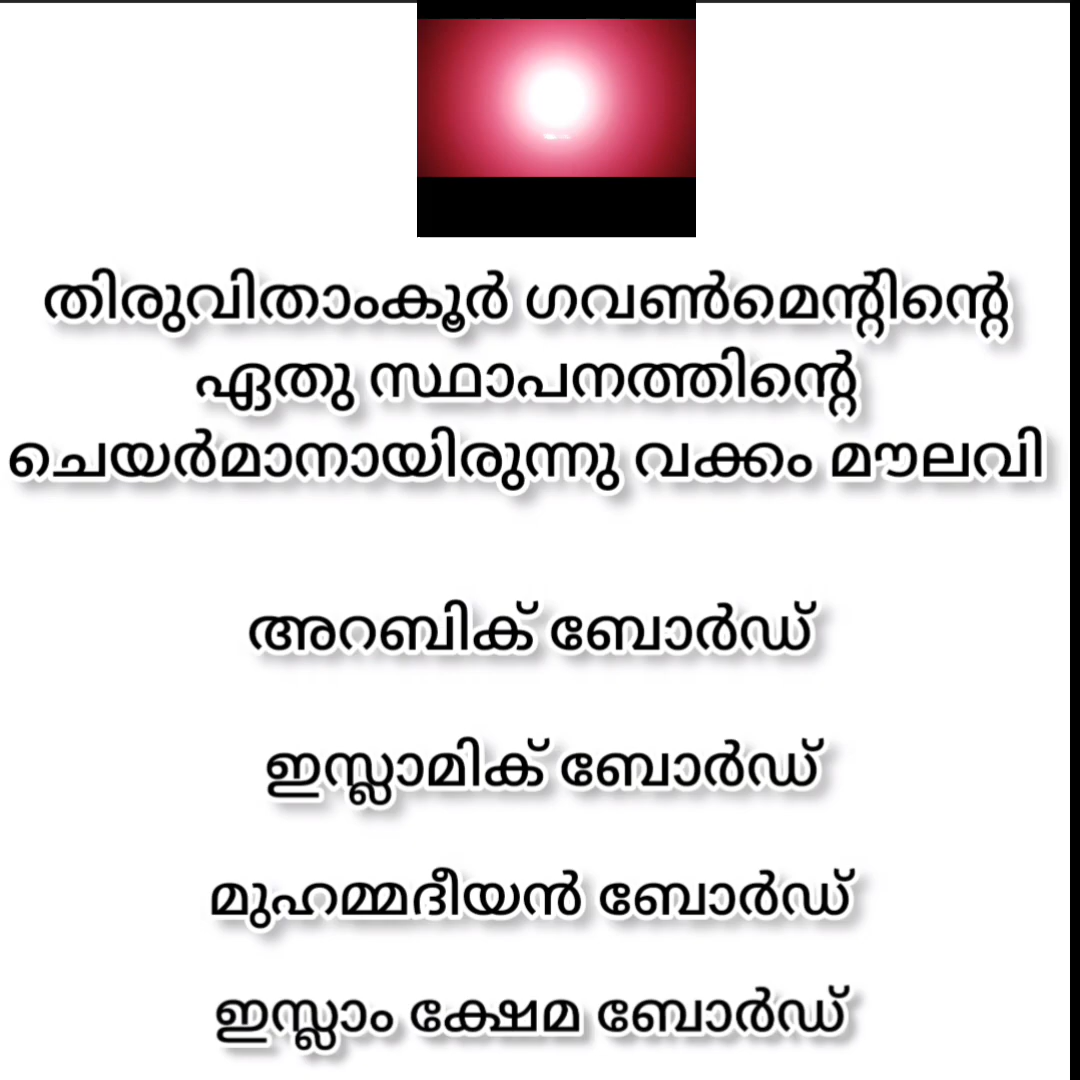 തിരുവിതാംകൂർ ഗവൺമെന്റിന്റെ
ഏതു സ്ഥാപനത്തിന്റെ
ചെയർമാനായിരുന്നു വക്കം മൗലവി
അറബിക് ബോർഡ്
ഇസ്ലാമിക് ബോർഡ്
മുഹമ്മദീയൻ ബോർഡ്
ഇസ്ലാം ക്ഷേമ ബോർഡ്